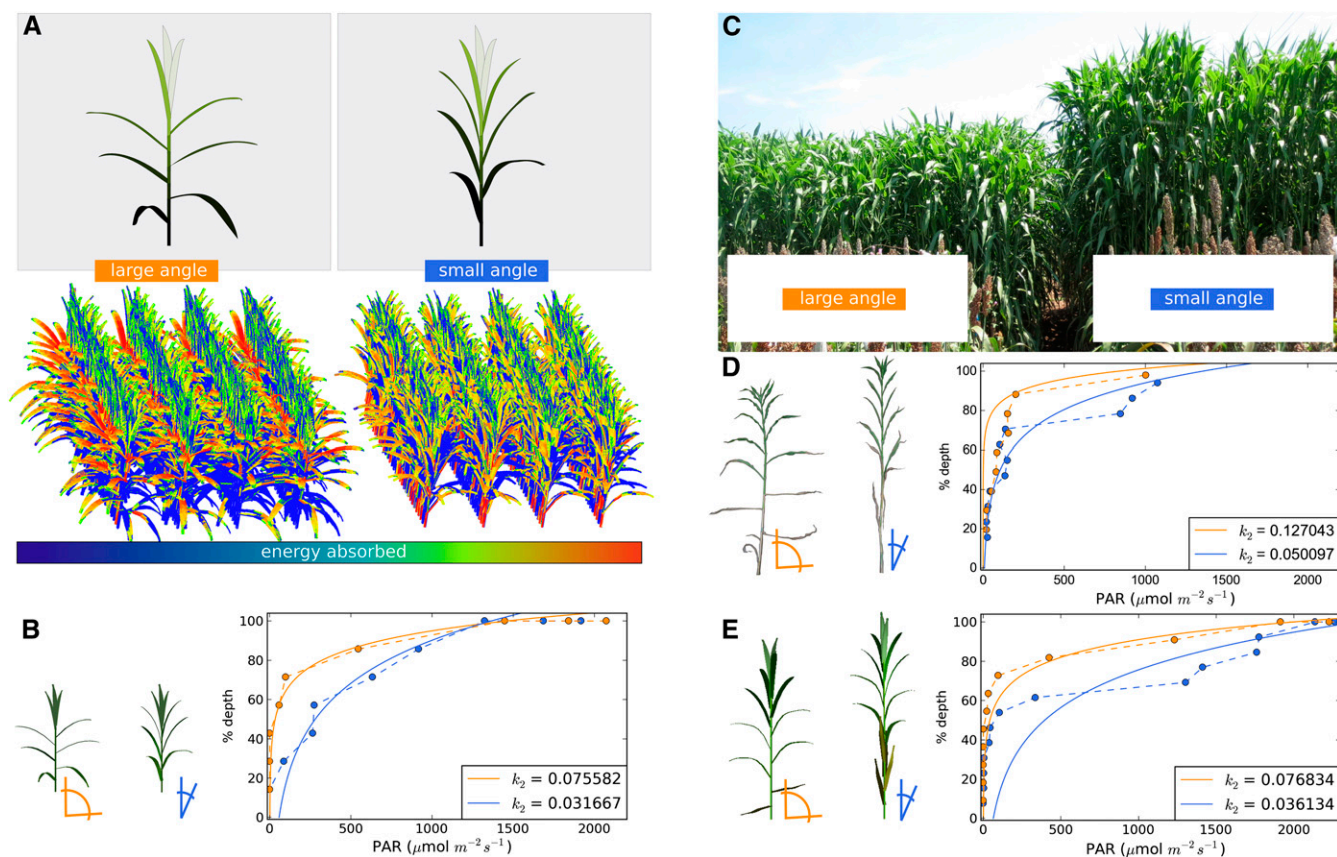 A
large angle
small angle
energy absorbed
B
100
80
60
40
20
0
% depth
k₂ = 0.075582
k₂ = 0.031667
0 500 1000 1500 2000
PAR (μmol m⁻²s⁻¹)
C
large angle
small angle
D
100
80
60
40
20
0
% depth
k₂ = 0.127043
k₂ = 0.050097
0 500 1000 1500 2000
PAR (μmol m⁻²s⁻¹)
E
100
80
60
40
20
0
% depth
k₂ = 0.076834
k₂ = 0.036134
0 500 1000 1500 2000
PAR (μmol m⁻²s⁻¹)